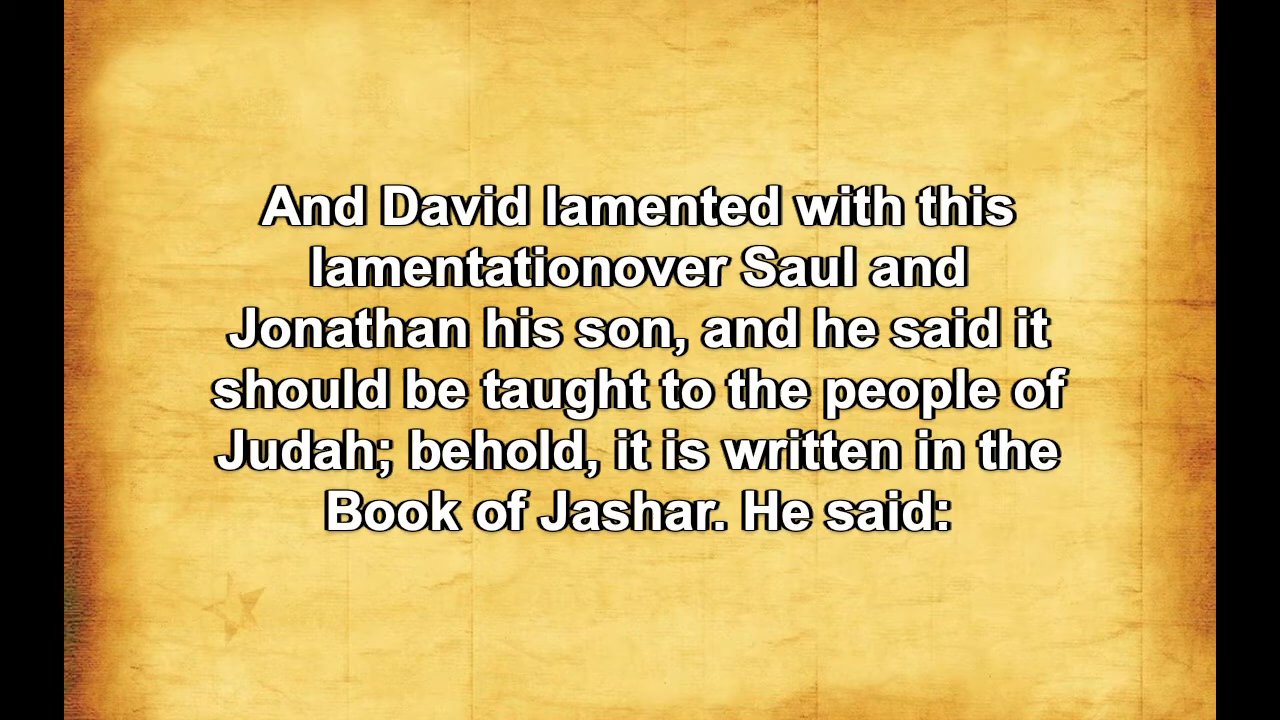 And David lamented with this
lamentationover Saul and
Jonathan his son, and he said it
should be taught to the people of
Judah; behold, it is written in the
Book of Jashar. He said: